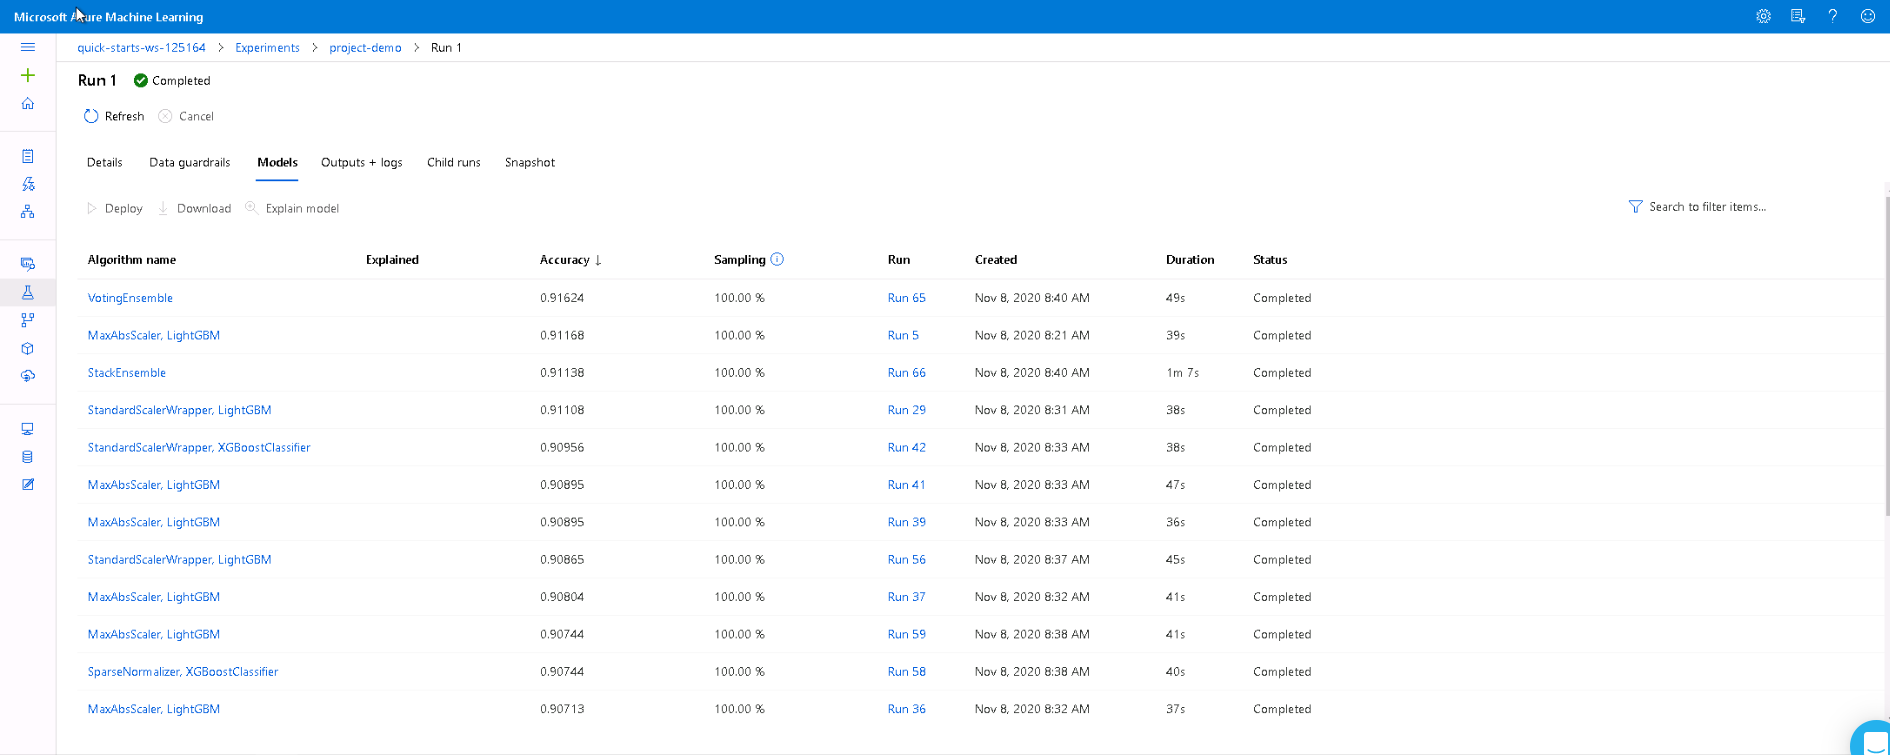 Microsoft Azure Machine Learning
quick-starts-ws-125164 > Experiments > project-demo > Run 1
Run 1 Completed
Refresh Cancel
Details Data guardrails Models Outputs + logs Child runs Snapshot
Deploy Download Explain model Search to filter items...
Algorithm name Explained Accuracy ↓ Sampling Run Created Duration Status
VotingEnsemble 0.91624 100.00 % Run 65 Nov 8, 2020 8:40 AM 49s Completed
MaxAbsScaler, LightGBM 0.91168 100.00 % Run 5 Nov 8, 2020 8:21 AM 39s Completed
StackEnsemble 0.91138 100.00 % Run 66 Nov 8, 2020 8:40 AM 1m 7s Completed
StandardScalerWrapper, LightGBM 0.91108 100.00 % Run 29 Nov 8, 2020 8:31 AM 38s Completed
StandardScalerWrapper, XGBoostClassifier 0.90956 100.00 % Run 42 Nov 8, 2020 8:33 AM 38s Completed
MaxAbsScaler, LightGBM 0.90895 100.00 % Run 41 Nov 8, 2020 8:33 AM 47s Completed
MaxAbsScaler, LightGBM 0.90895 100.00 % Run 39 Nov 8, 2020 8:33 AM 36s Completed
StandardScalerWrapper, LightGBM 0.90865 100.00 % Run 56 Nov 8, 2020 8:37 AM 45s Completed
MaxAbsScaler, LightGBM 0.90804 100.00 % Run 37 Nov 8, 2020 8:32 AM 41s Completed
MaxAbsScaler, LightGBM 0.90744 100.00 % Run 59 Nov 8, 2020 8:38 AM 41s Completed
SparseNormalizer, XGBoostClassifier 0.90744 100.00 % Run 58 Nov 8, 2020 8:38 AM 40s Completed
MaxAbsScaler, LightGBM 0.90713 100.00 % Run 36 Nov 8, 2020 8:32 AM 37s Completed